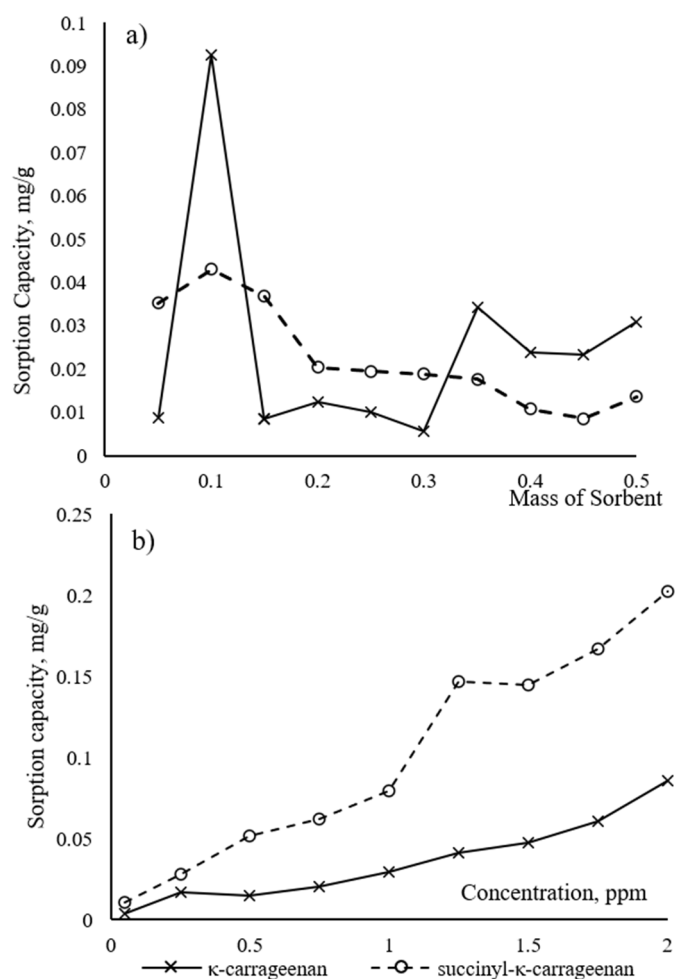 a)
Sorption Capacity, mg/g
0.1
0.09
0.08
0.07
0.06
0.05
0.04
0.03
0.02
0.01
0
0 0.1 0.2 0.3 0.4 0.5
Mass of Sorbent
b)
Sorption capacity, mg/g
0.25
0.2
0.15
0.1
0.05
0
Concentration, ppm
0 0.5 1 1.5 2
κ-carrageenan succinyl-κ-carrageenan